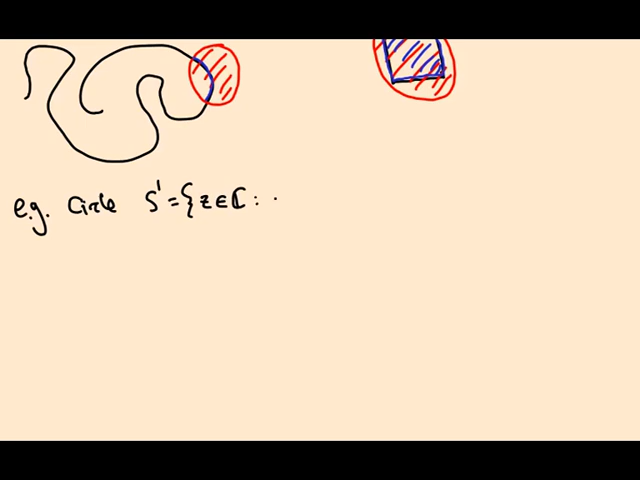 e.g. Circle S¹ = {z ∈ ℂ :